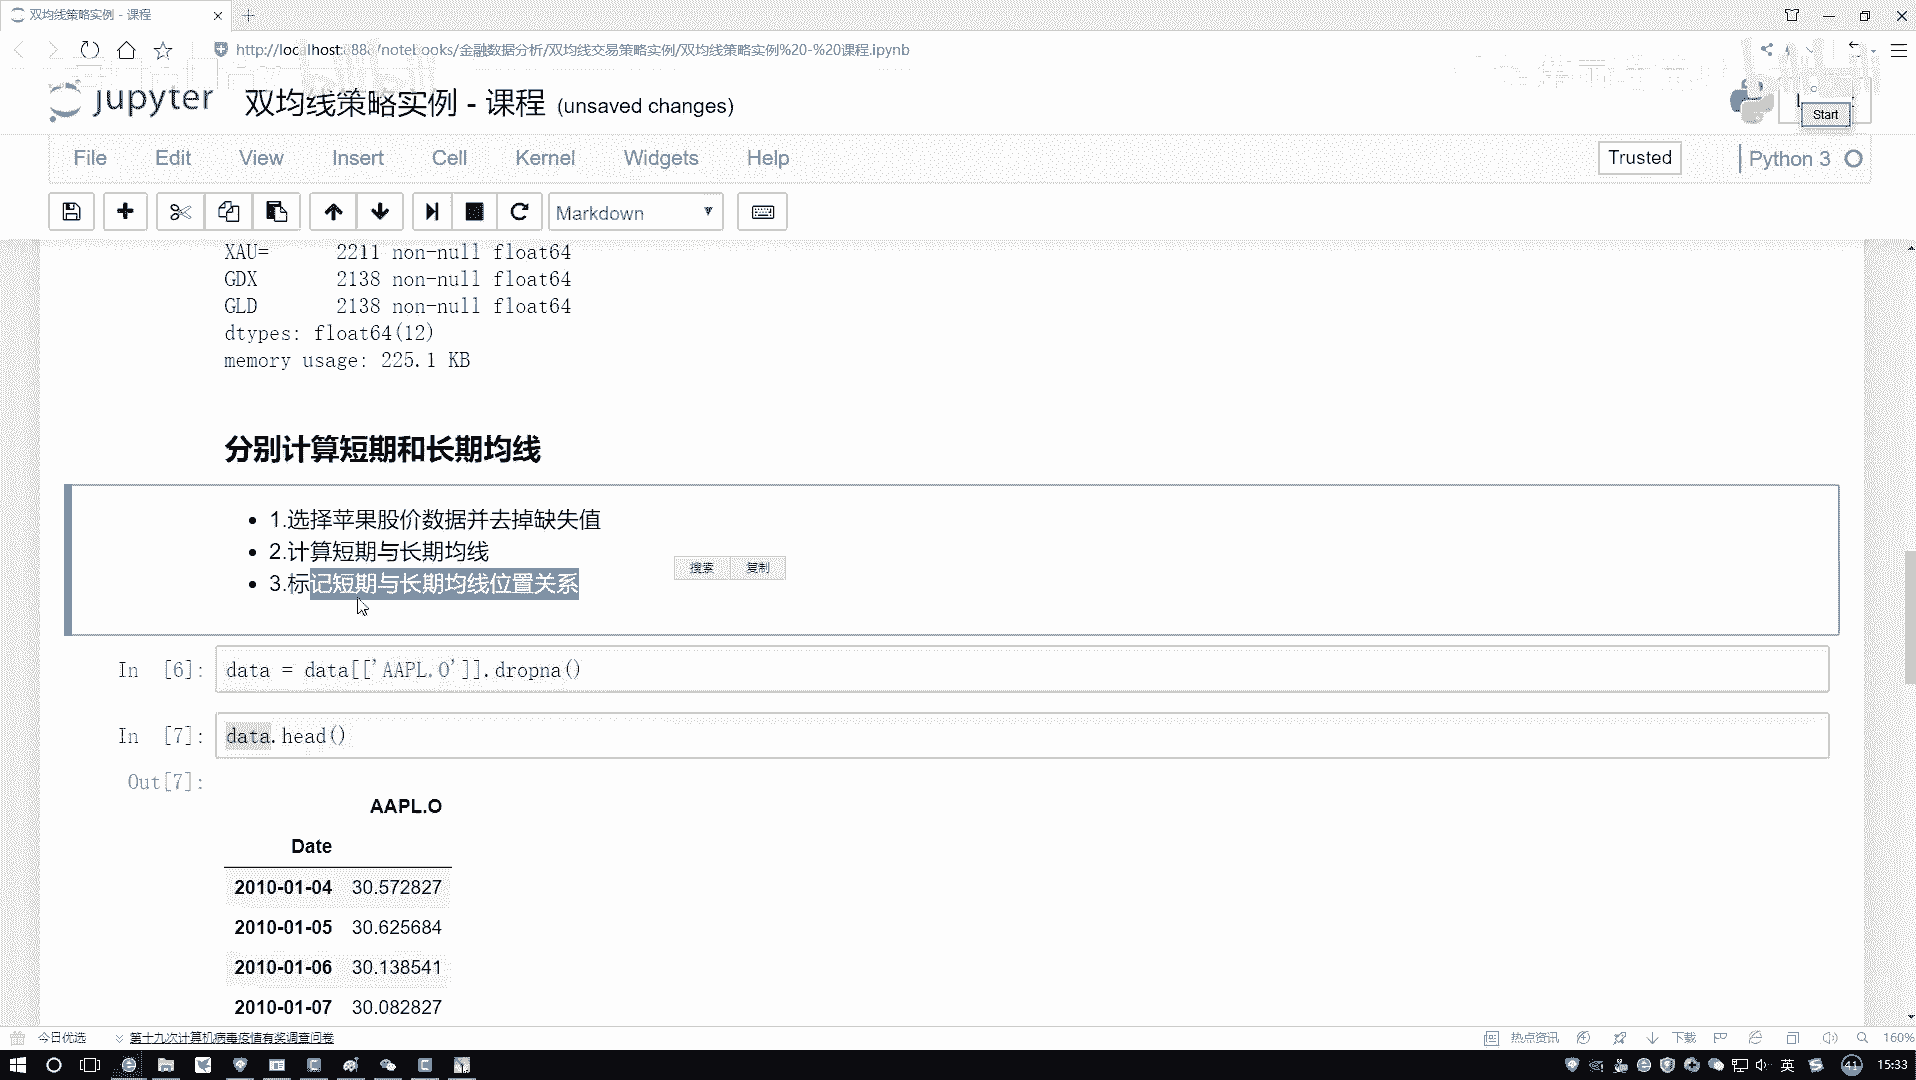 双均线策略实例 - 课程
http://localhost:888/notebooks/金融数据分析/双均线交易策略实例/双均线策略实例%20-%20课程.ipynb
jupyter 双均线策略实例 - 课程 (unsaved changes)
Start
File Edit View Insert Cell Kernel Widgets Help
Trusted
Python 3
Markdown
XAU= 2211 non-null float64
GDX 2138 non-null float64
GLD 2138 non-null float64
dtypes: float64(12)
memory usage: 225.1 KB
分别计算短期和长期均线
1.选择苹果股价数据并去掉缺失值
2.计算短期与长期均线
3.标记短期与长期均线位置关系
搜索 复制
In [6]: data = data[['AAPL.O']].dropna()
In [7]: data.head()
Out[7]:
AAPL.O
Date
2010-01-04 30.572827
2010-01-05 30.625684
2010-01-06 30.138541
2010-01-07 30.082827
今日优选 第十九次计算机病毒疫情有奖调查问卷
热点资讯 下载 160%
英 41 15:33